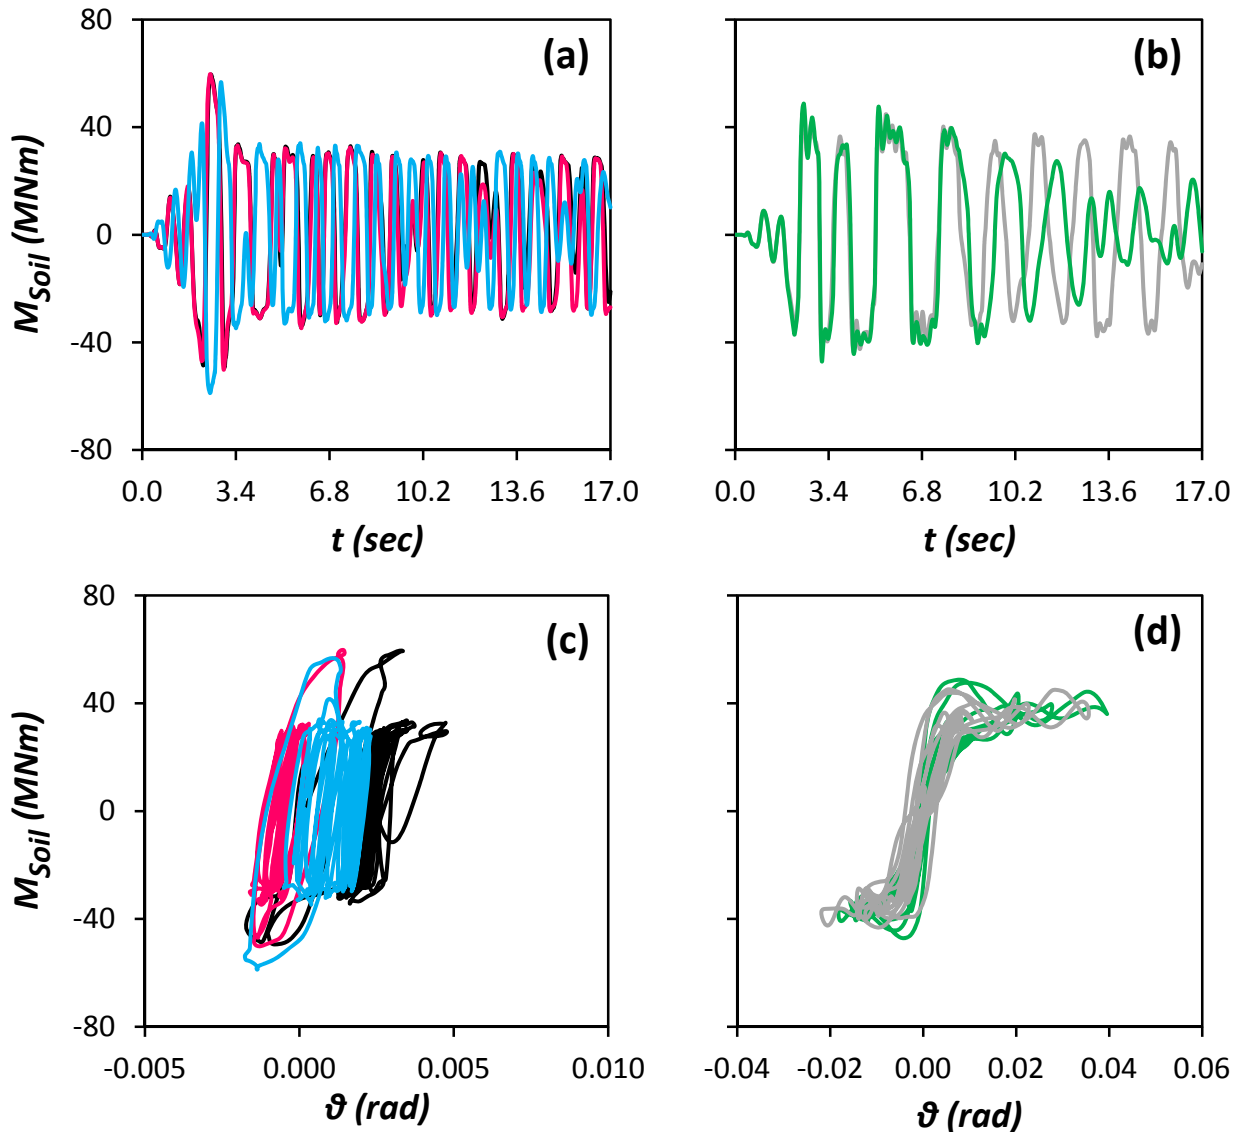 80
40
0
-40
-80
M_Soil (MNm)
(a)
0.0 3.4 6.8 10.2 13.6 17.0
t (sec)
(b)
0.0 3.4 6.8 10.2 13.6 17.0
t (sec)
80
40
0
-40
-80
M_Soil (MNm)
(c)
-0.005 0.000 0.005 0.010
ϑ (rad)
(d)
-0.04 -0.02 0.00 0.02 0.04 0.06
ϑ (rad)